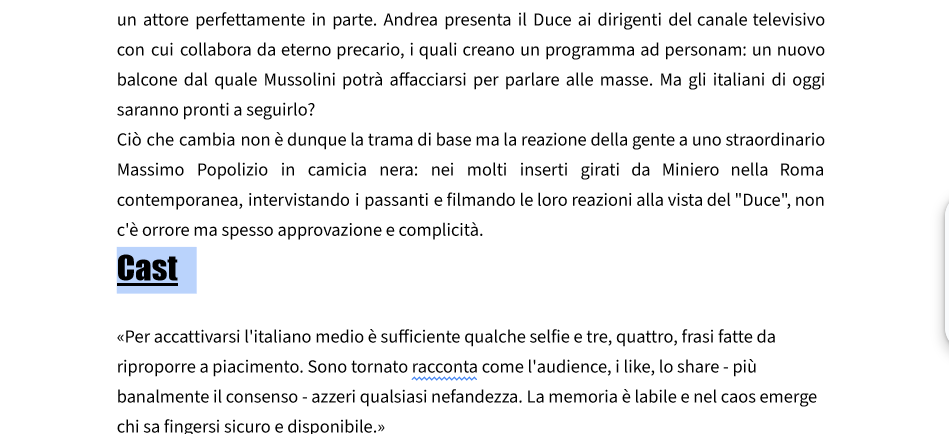 un attore perfettamente in parte. Andrea presenta il Duce ai dirigenti del canale televisivo
con cui collabora da eterno precario, i quali creano un programma ad personam: un nuovo
balcone dal quale Mussolini potrà affacciarsi per parlare alle masse. Ma gli italiani di oggi
saranno pronti a seguirlo?
Ciò che cambia non è dunque la trama di base ma la reazione della gente a uno straordinario
Massimo Popolizio in camicia nera: nei molti inserti girati da Miniero nella Roma
contemporanea, intervistando i passanti e filmando le loro reazioni alla vista del "Duce", non
c'è orrore ma spesso approvazione e complicità.
Cast
«Per accattivarsi l'italiano medio è sufficiente qualche selfie e tre, quattro, frasi fatte da
riproporre a piacimento. Sono tornato racconta come l'audience, i like, lo share - più
banalmente il consenso - azzeri qualsiasi nefandezza. La memoria è labile e nel caos emerge
chi sa fingersi sicuro e disponibile.»